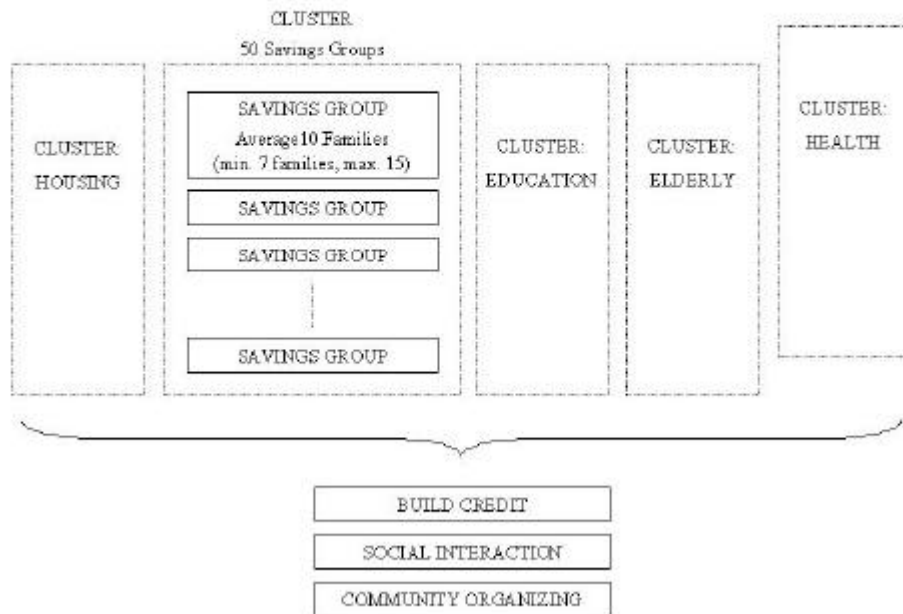 CLUSTER
50 Savings Groups
CLUSTER:
HOUSING
SAVINGS GROUP
Average 10 Families
(min. 7 families, max. 15)
SAVINGS GROUP
SAVINGS GROUP
SAVINGS GROUP
CLUSTER:
EDUCATION
CLUSTER:
ELDERLY
CLUSTER:
HEALTH
BUILD CREDIT
SOCIAL INTERACTION
COMMUNITY ORGANIZING